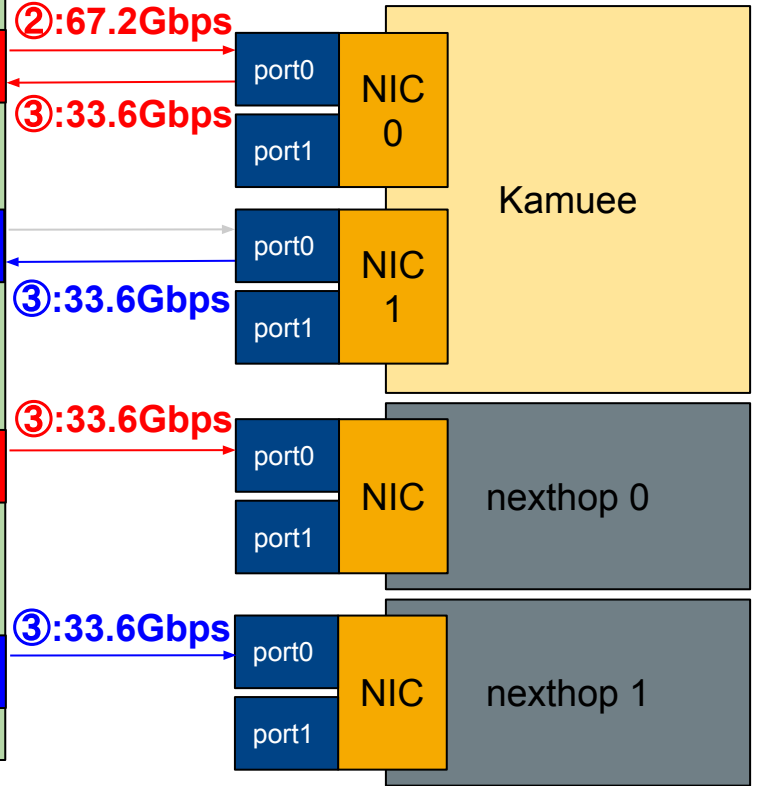 ②:67.2Gbps
③:33.6Gbps
port0
port1
NIC
0
Kamuee
③:33.6Gbps
port0
port1
NIC
1
③:33.6Gbps
port0
port1
NIC
nexthop 0
③:33.6Gbps
port0
port1
NIC
nexthop 1